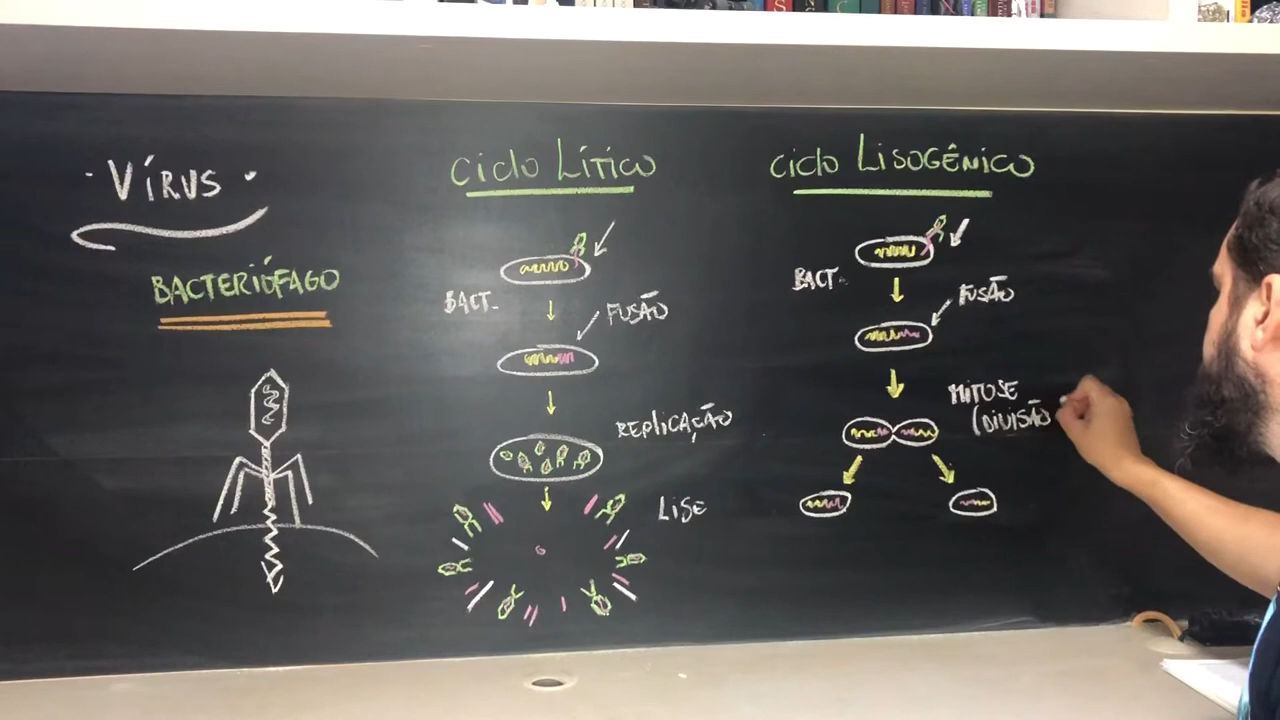 · VÍRUS ·
BACTERIÓFAGO
CICLO LÍTICO
BACT.
FUSÃO
REPLICAÇÃO
LISE
CICLO LISOGÊNICO
BACT.
FUSÃO
MITOSE
(DIVISÃO